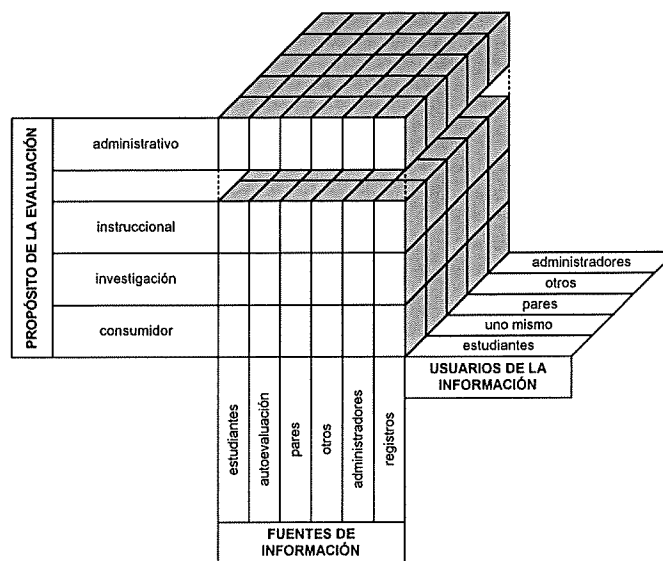 PROPÓSITO DE LA EVALUACIÓN
administrativo
instruccional
investigación
consumidor
administradores
otros
pares
uno mismo
estudiantes
USUARIOS DE LA
INFORMACIÓN
estudiantes
autoevaluación
pares
otros
administradores
registros
FUENTES DE
INFORMACIÓN